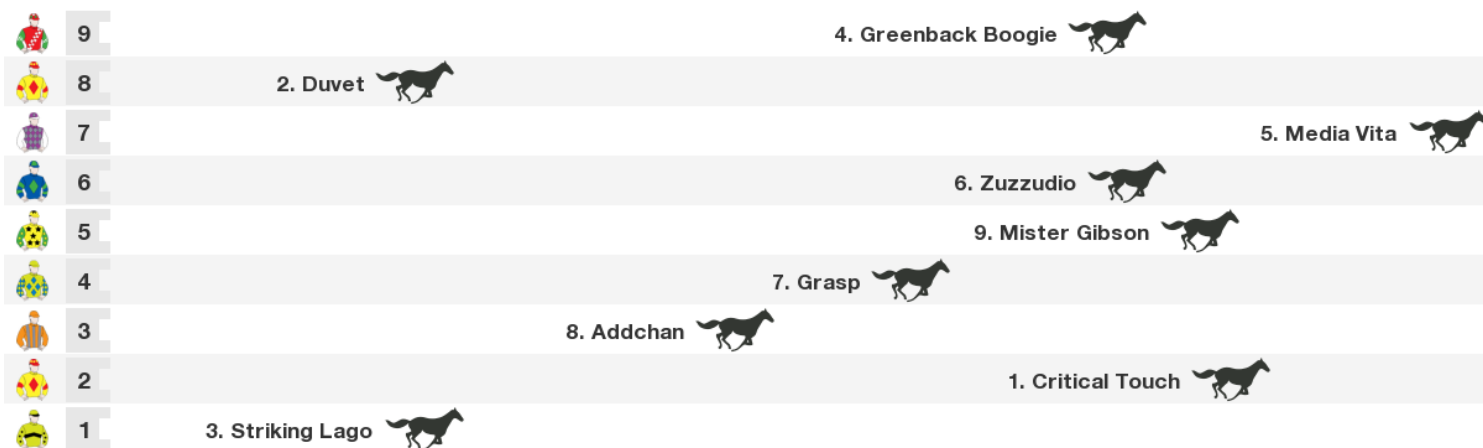 9 4. Greenback Boogie
8 2. Duvet
7 5. Media Vita
6 6. Zuzzudio
5 9. Mister Gibson
4 7. Grasp
3 8. Addchan
2 1. Critical Touch
1 3. Striking Lago